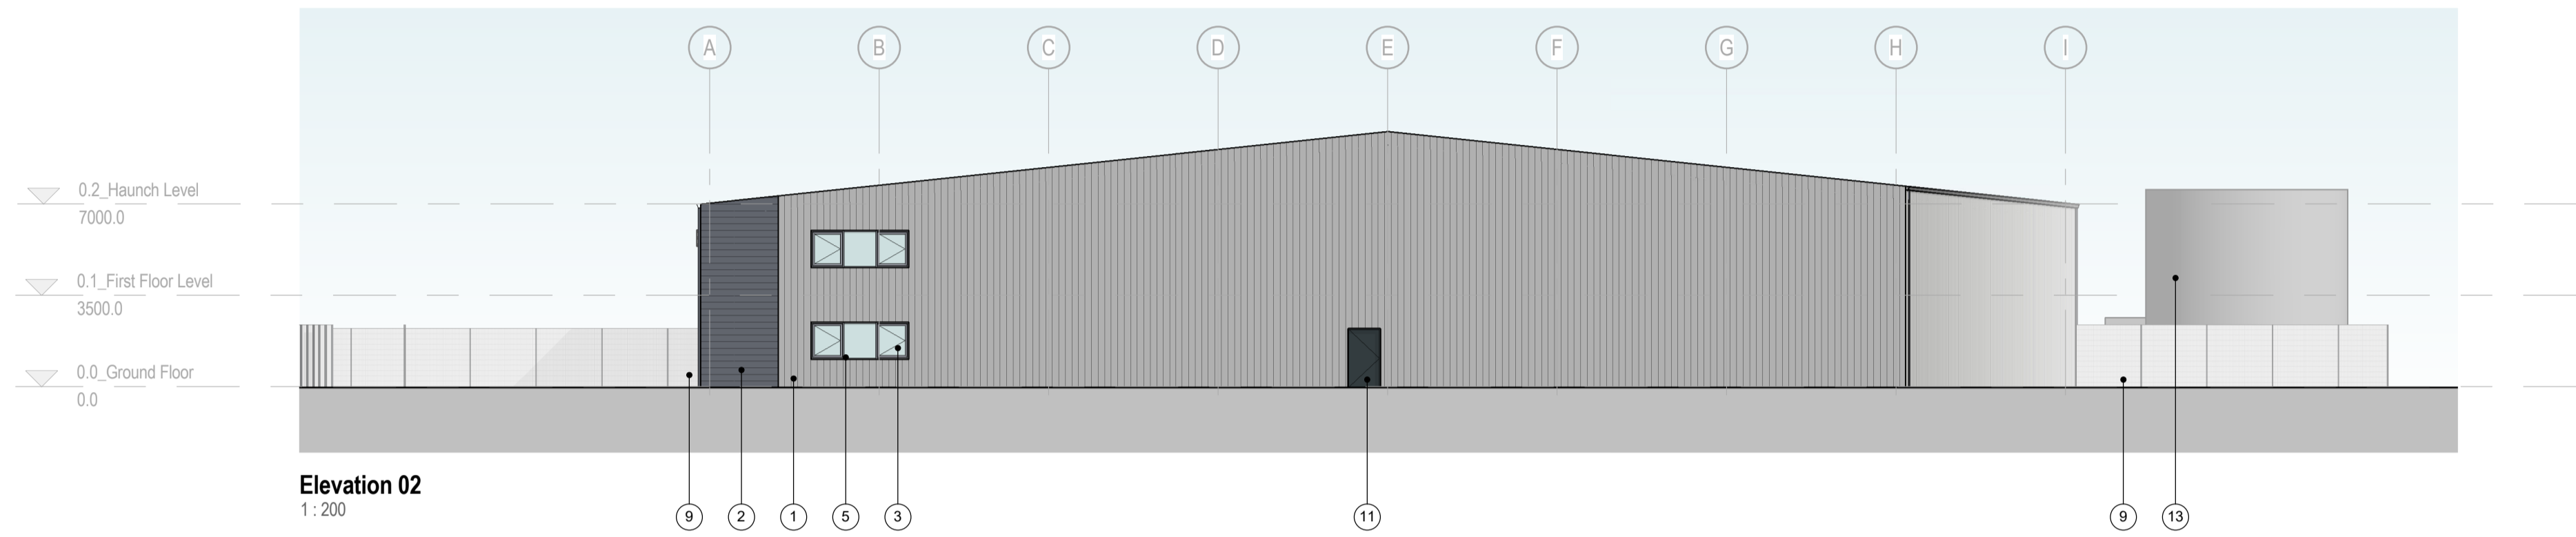 A B C D E F G H I
0.2_Haunch Level
7000.0
0.1_First Floor Level
3500.0
0.0_Ground Floor
0.0
Elevation 02
1 : 200
9 2 1 5 3 11 9 13